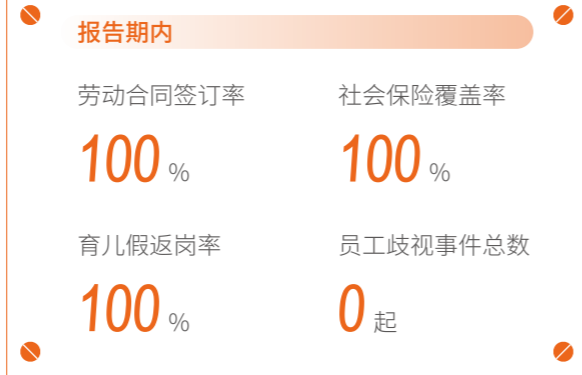 报告期内
劳动合同签订率
社会保险覆盖率
100 %
100 %
育儿假返岗率
员工歧视事件总数
100 %
0 起